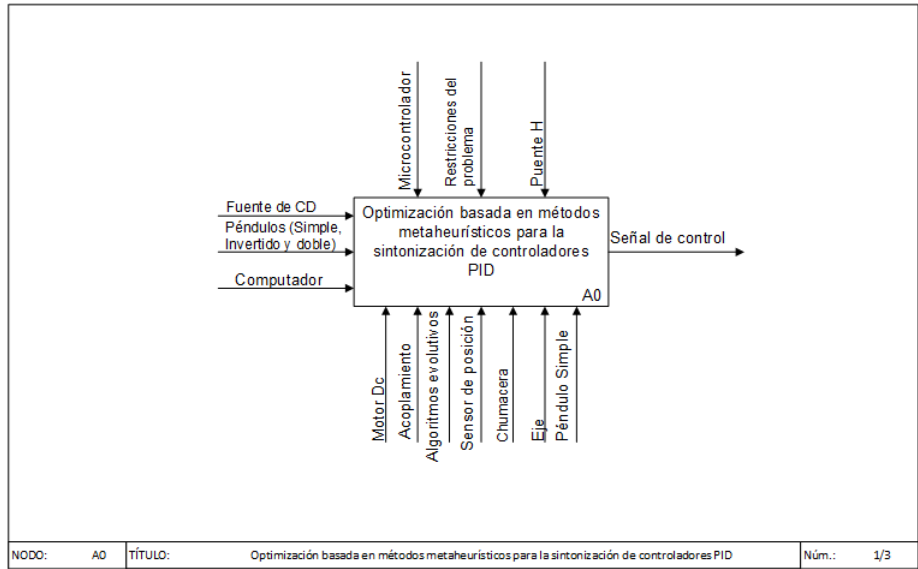 Microcontrolador
Restricciones del
problema
Puente H
Fuente de CD
Péndulos (Simple,
Invertido y doble)
Computador
Optimización basada en métodos
metaheurísticos para la
sintonización de controladores
PID
A0
Señal de control
Motor Dc
Acoplamiento
Algoritmos evolutivos
Sensor de posición
Chumacera
Eje
Péndulo Simple
NODO: A0 TÍTULO: Optimización basada en métodos metaheurísticos para la sintonización de controladores PID Núm.: 1/3